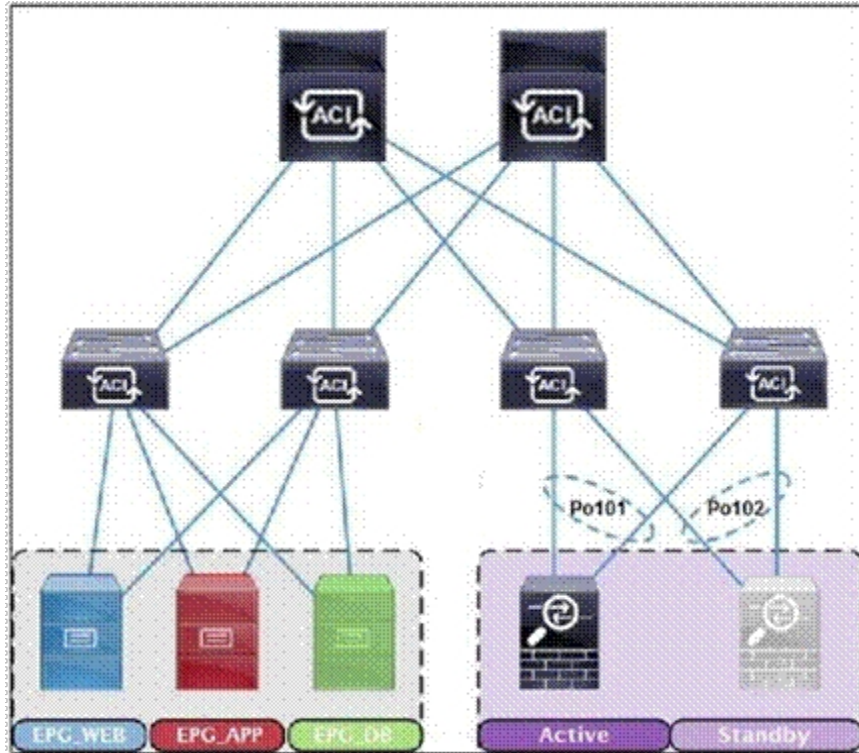 ACI ACI
ACI ACI ACI ACI
Po101 Po102
EPG_WEB EPG_APP EPG_DB Active Standby